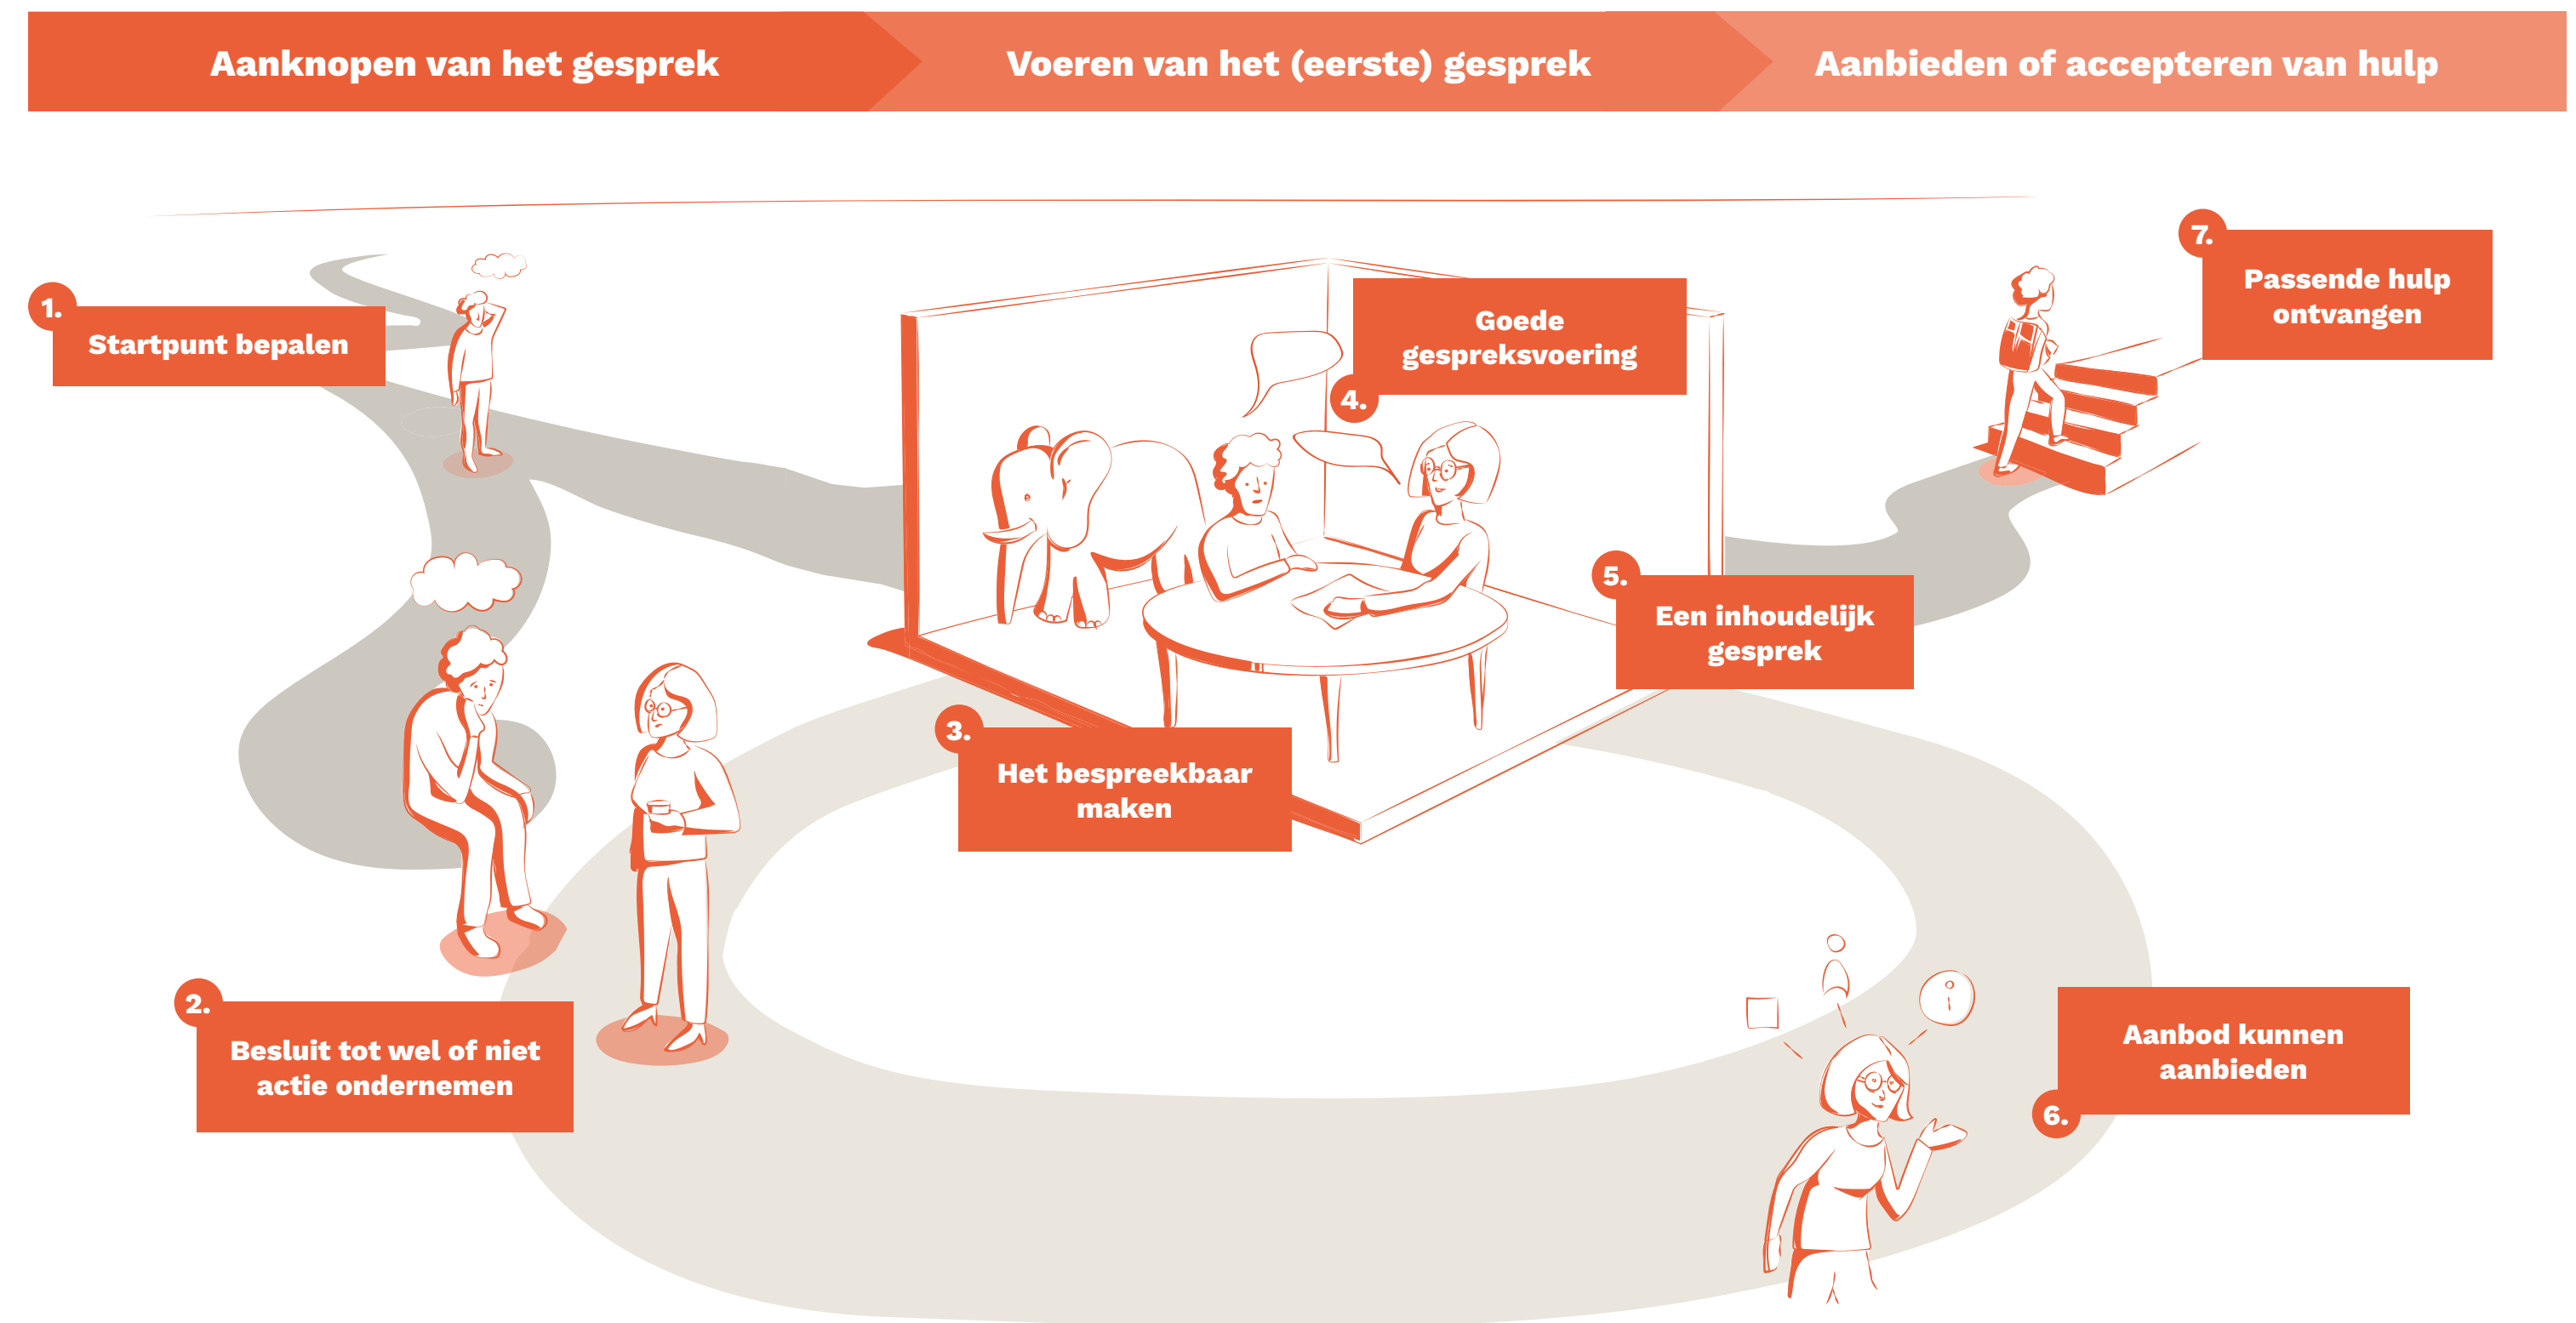 Aanknopen van het gesprek
Voeren van het (eerste) gesprek
Aanbieden of accepteren van hulp
1.
Startpunt bepalen
2.
Besluit tot wel of niet
actie ondernemen
3.
Het bespreekbaar
maken
4.
Goede
gespreksvoering
5.
Een inhoudelijk
gesprek
6.
Aanbod kunnen
aanbieden
7.
Passende hulp
ontvangen